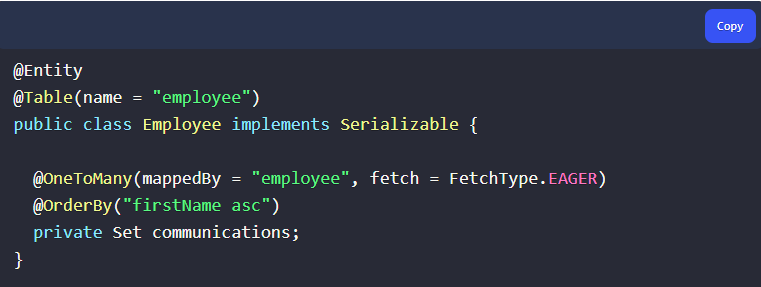 Copy
@Entity
@Table(name = "employee")
public class Employee implements Serializable {
@OneToMany(mappedBy = "employee", fetch = FetchType.EAGER)
@OrderBy("firstName asc")
private Set communications;
}